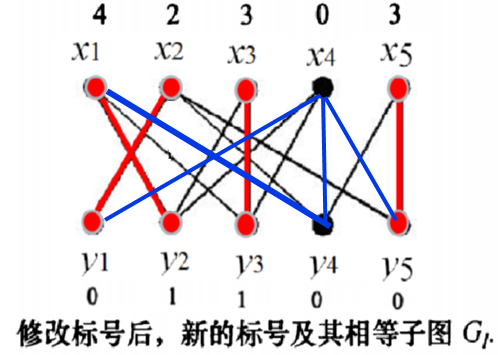 4 2 3 0 3
x1 x2 x3 x4 x5
y1 y2 y3 y4 y5
0 1 1 0 0
修改标号后，新的标号及其相等子图 Gl.